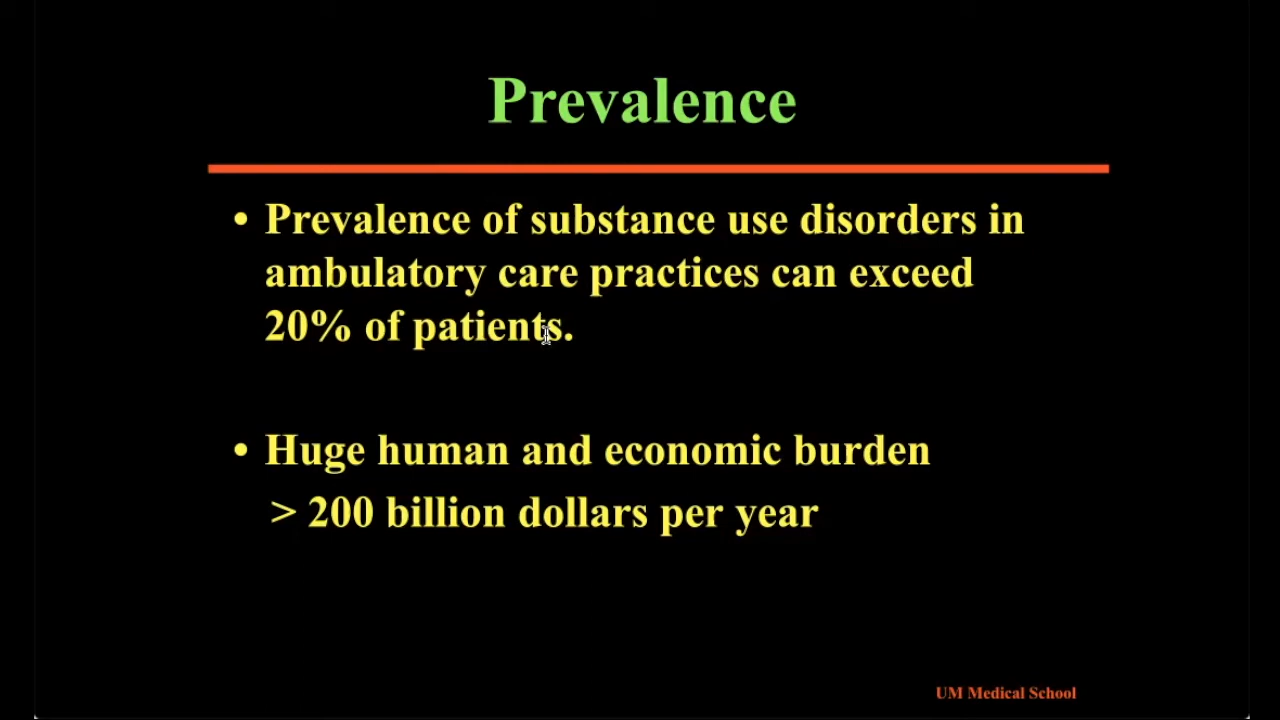 Prevalence
• Prevalence of substance use disorders in
ambulatory care practices can exceed
20% of patients.
• Huge human and economic burden
> 200 billion dollars per year
UM Medical School